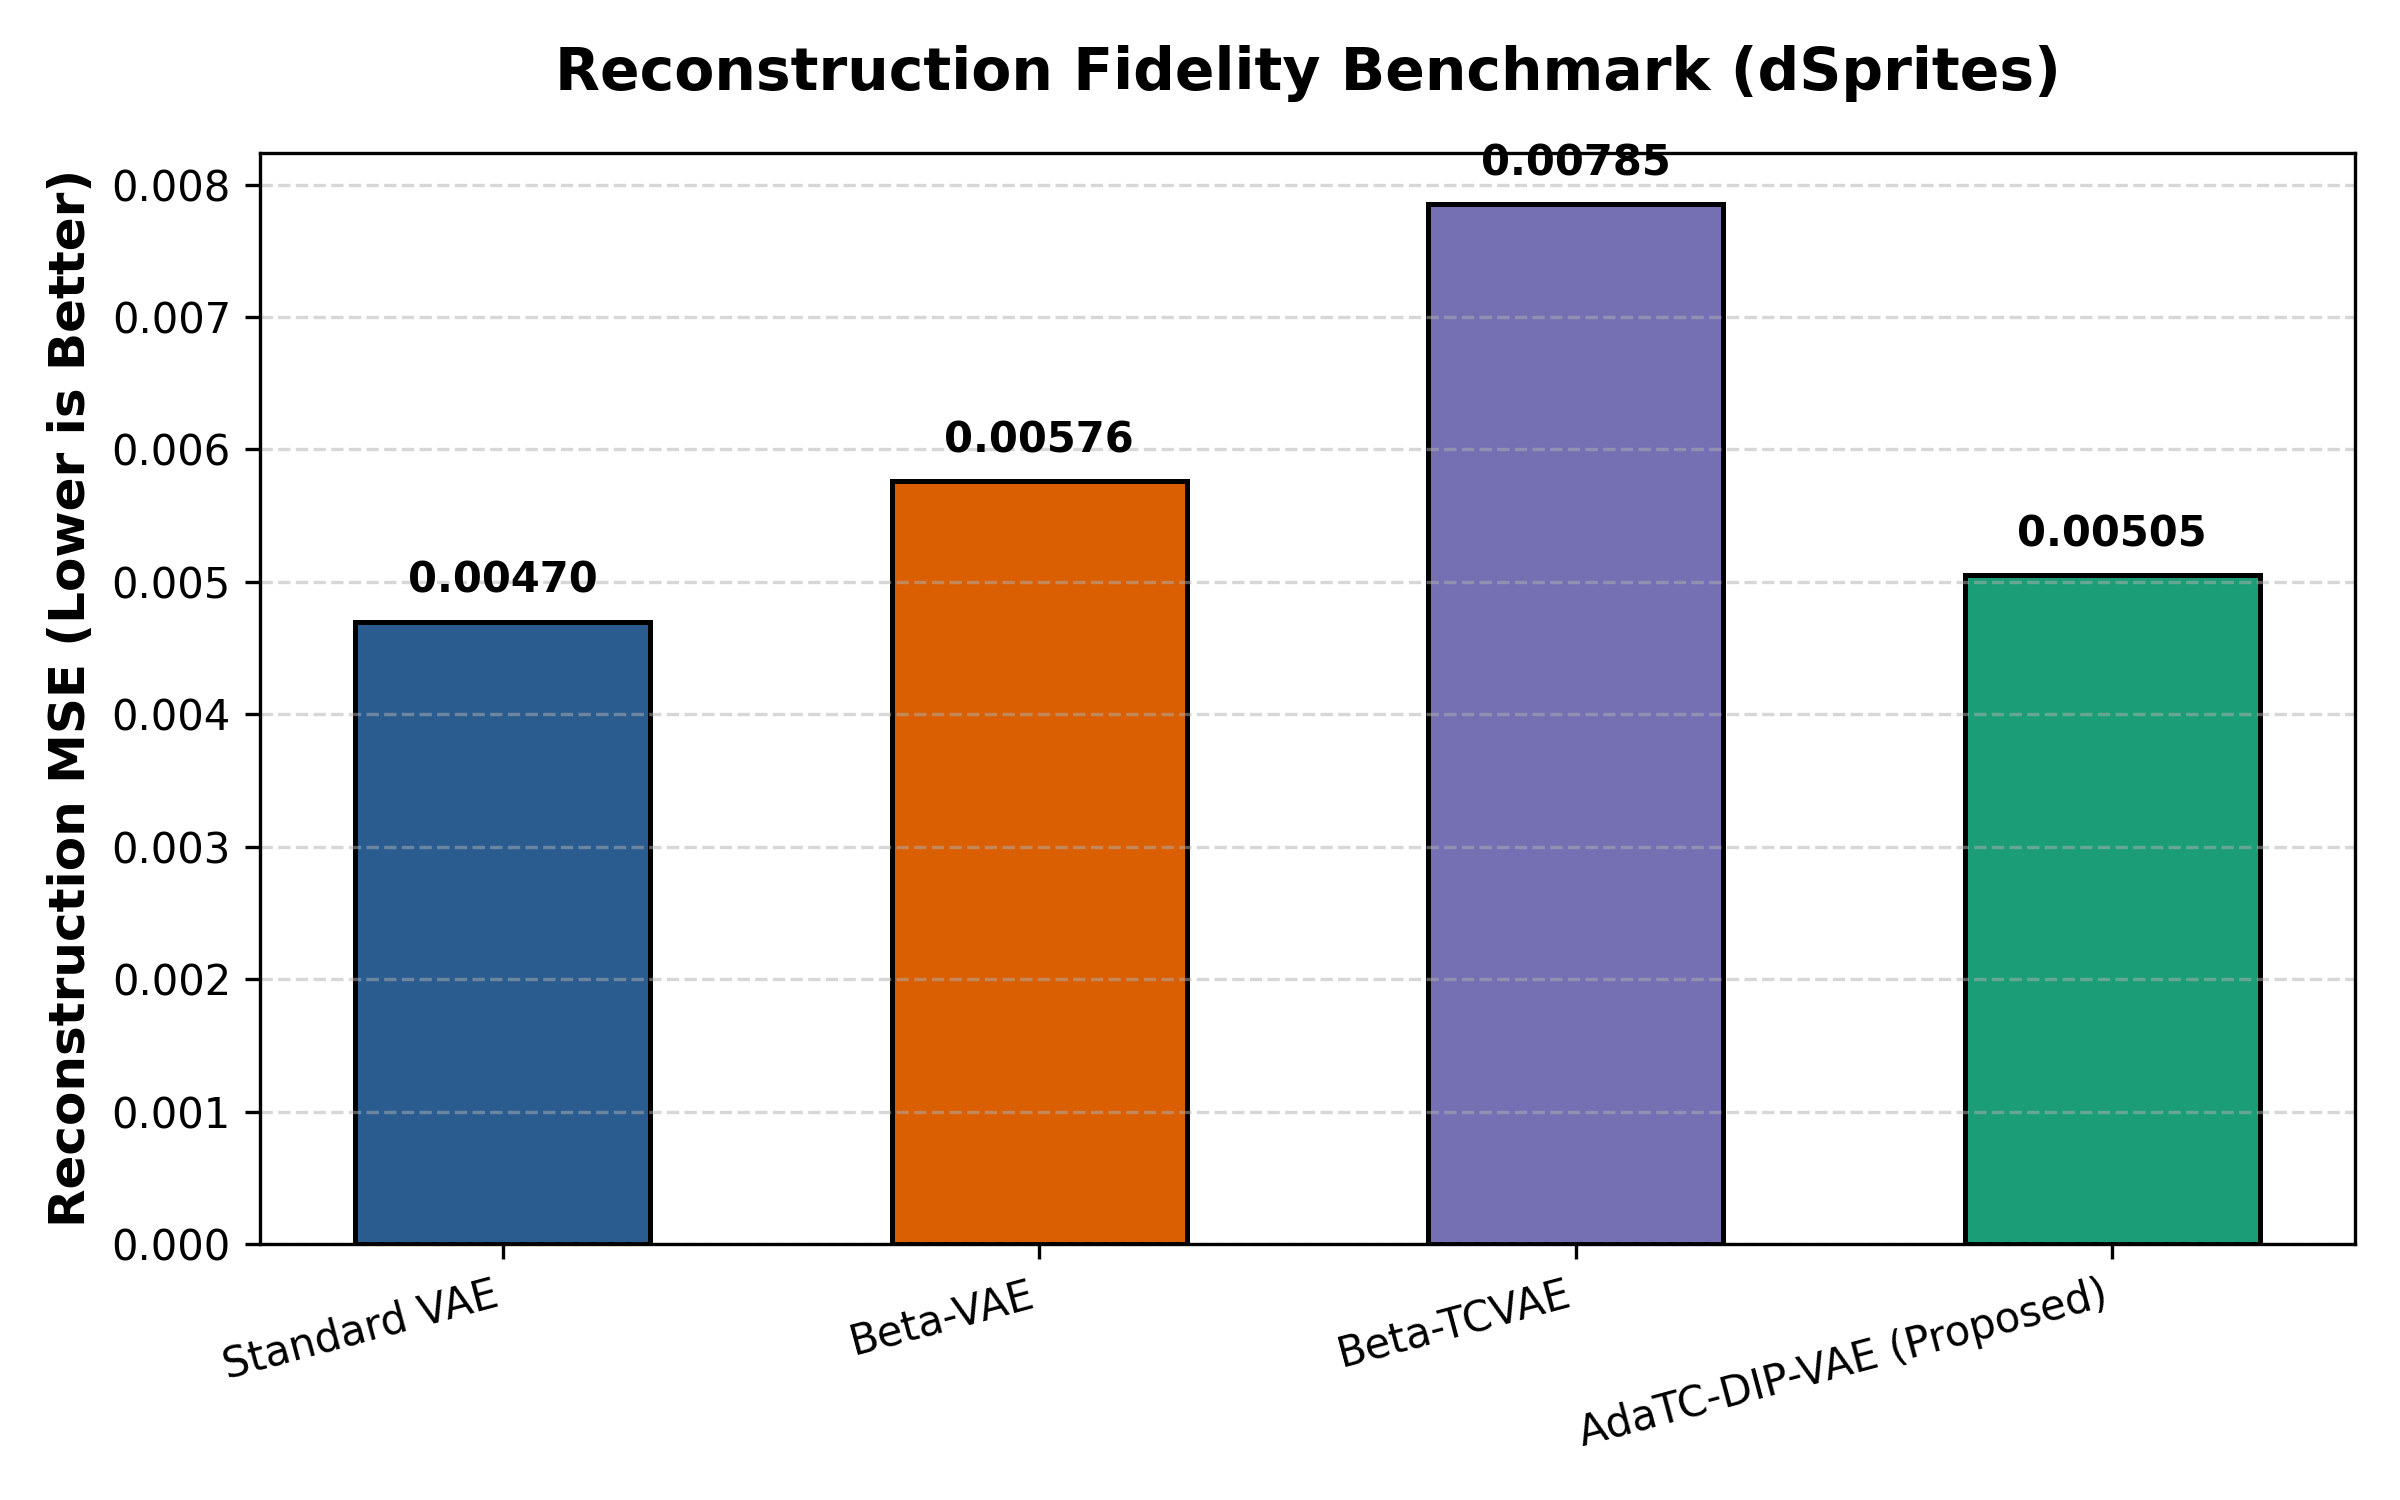 Reconstruction Fidelity Benchmark (dSprites)
Reconstruction MSE (Lower is Better)
0.008
0.007
0.006
0.005
0.004
0.003
0.002
0.001
0.000
0.00470
0.00576
0.00785
0.00505
Standard VAE
Beta-VAE
Beta-TCVAE
AdaTC-DIP-VAE (Proposed)